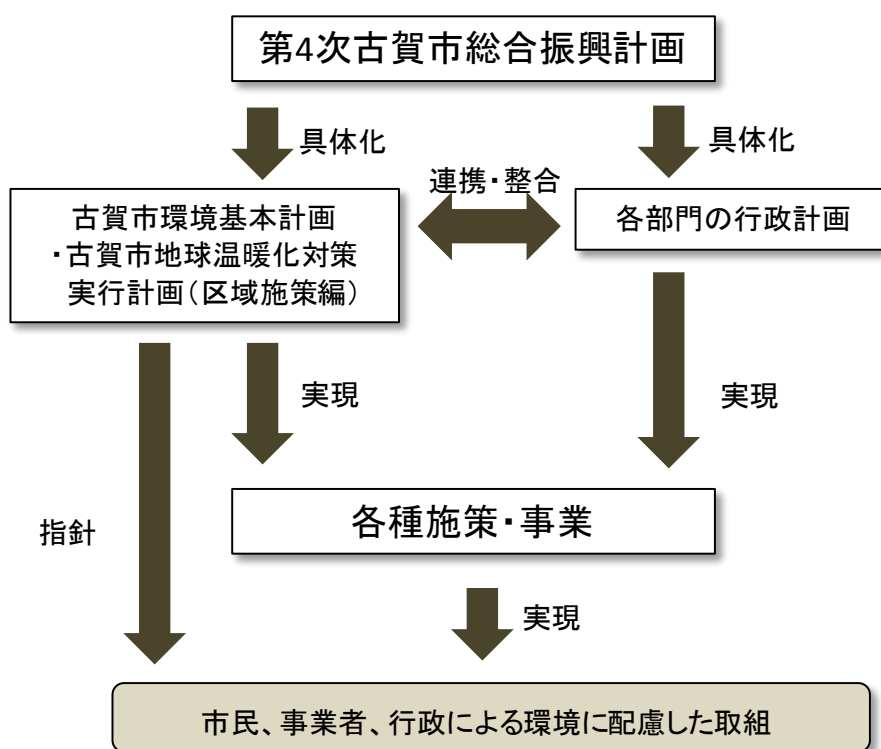 第4次古賀市総合振興計画
具体化
具体化
連携・整合
古賀市環境基本計画
・古賀市地球温暖化対策
実行計画（区域施策編）
各部門の行政計画
実現
実現
各種施策・事業
指針
実現
市民、事業者、行政による環境に配慮した取組